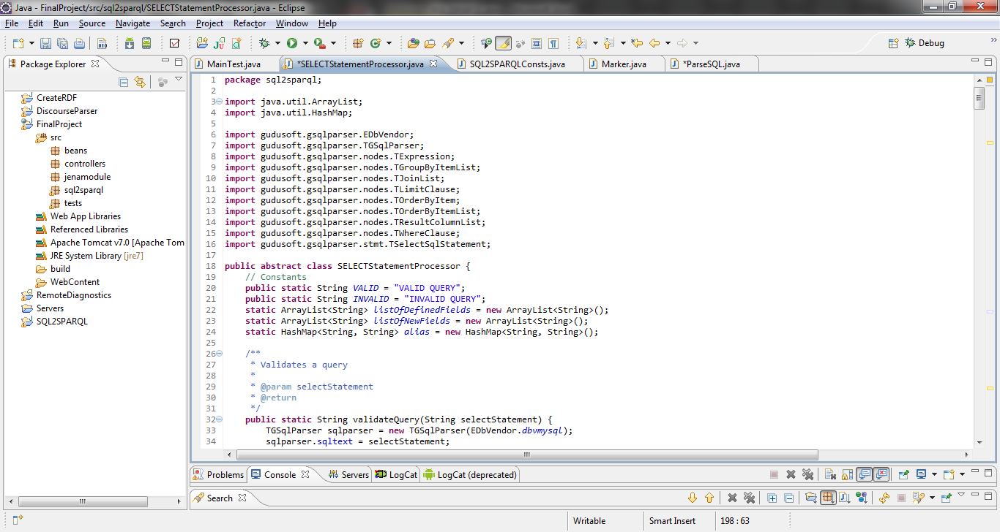 Java - FinalProject/src/sql2sparql/SELECTStatementProcessor.java - Eclipse
File Edit Run Source Navigate Search Project Refactor Window Help
Debug
Package Explorer
CreateRDF
DiscourseParser
FinalProject
src
beans
controllers
jenamodule
sql2sparql
tests
Web App Libraries
Referenced Libraries
Apache Tomcat v7.0 [Apache Tom
JRE System Library [jre7]
build
WebContent
RemoteDiagnostics
Servers
SQL2SPARQL
MainTest.java *SELECTStatementProcessor.java SQL2SPARQLConsts.java Marker.java *ParseSQL.java
1 package sql2sparql;
2
3 import java.util.ArrayList;
4 import java.util.HashMap;
5
6 import gudusoft.gsqlparser.EDbVendor;
7 import gudusoft.gsqlparser.TGSqlParser;
8 import gudusoft.gsqlparser.nodes.TExpression;
9 import gudusoft.gsqlparser.nodes.TGroupByItemList;
10 import gudusoft.gsqlparser.nodes.TJoinList;
11 import gudusoft.gsqlparser.nodes.TLimitClause;
12 import gudusoft.gsqlparser.nodes.TOrderByItem;
13 import gudusoft.gsqlparser.nodes.TOrderByItemList;
14 import gudusoft.gsqlparser.nodes.TResultColumnList;
15 import gudusoft.gsqlparser.nodes.TWhereClause;
16 import gudusoft.gsqlparser.stmt.TSelectSqlStatement;
17
18 public abstract class SELECTStatementProcessor {
19 // Constants
20 public static String VALID = "VALID QUERY";
21 public static String INVALID = "INVALID QUERY";
22 static ArrayList<String> listOfDefinedFields = new ArrayList<String>();
23 static ArrayList<String> listOfNewFields = new ArrayList<String>();
24 static HashMap<String, String> alias = new HashMap<String, String>();
25
26 /**
27 * Validates a query
28 *
29 * @param selectStatement
30 * @return
31 */
32 public static String validateQuery(String selectStatement) {
33 TGSqlParser sqlparser = new TGSqlParser(EDbVendor.dbvmysql);
34 sqlparser.sqltext = selectStatement;
Problems Console Servers LogCat LogCat (deprecated)
Search
Writable Smart Insert 198 : 63